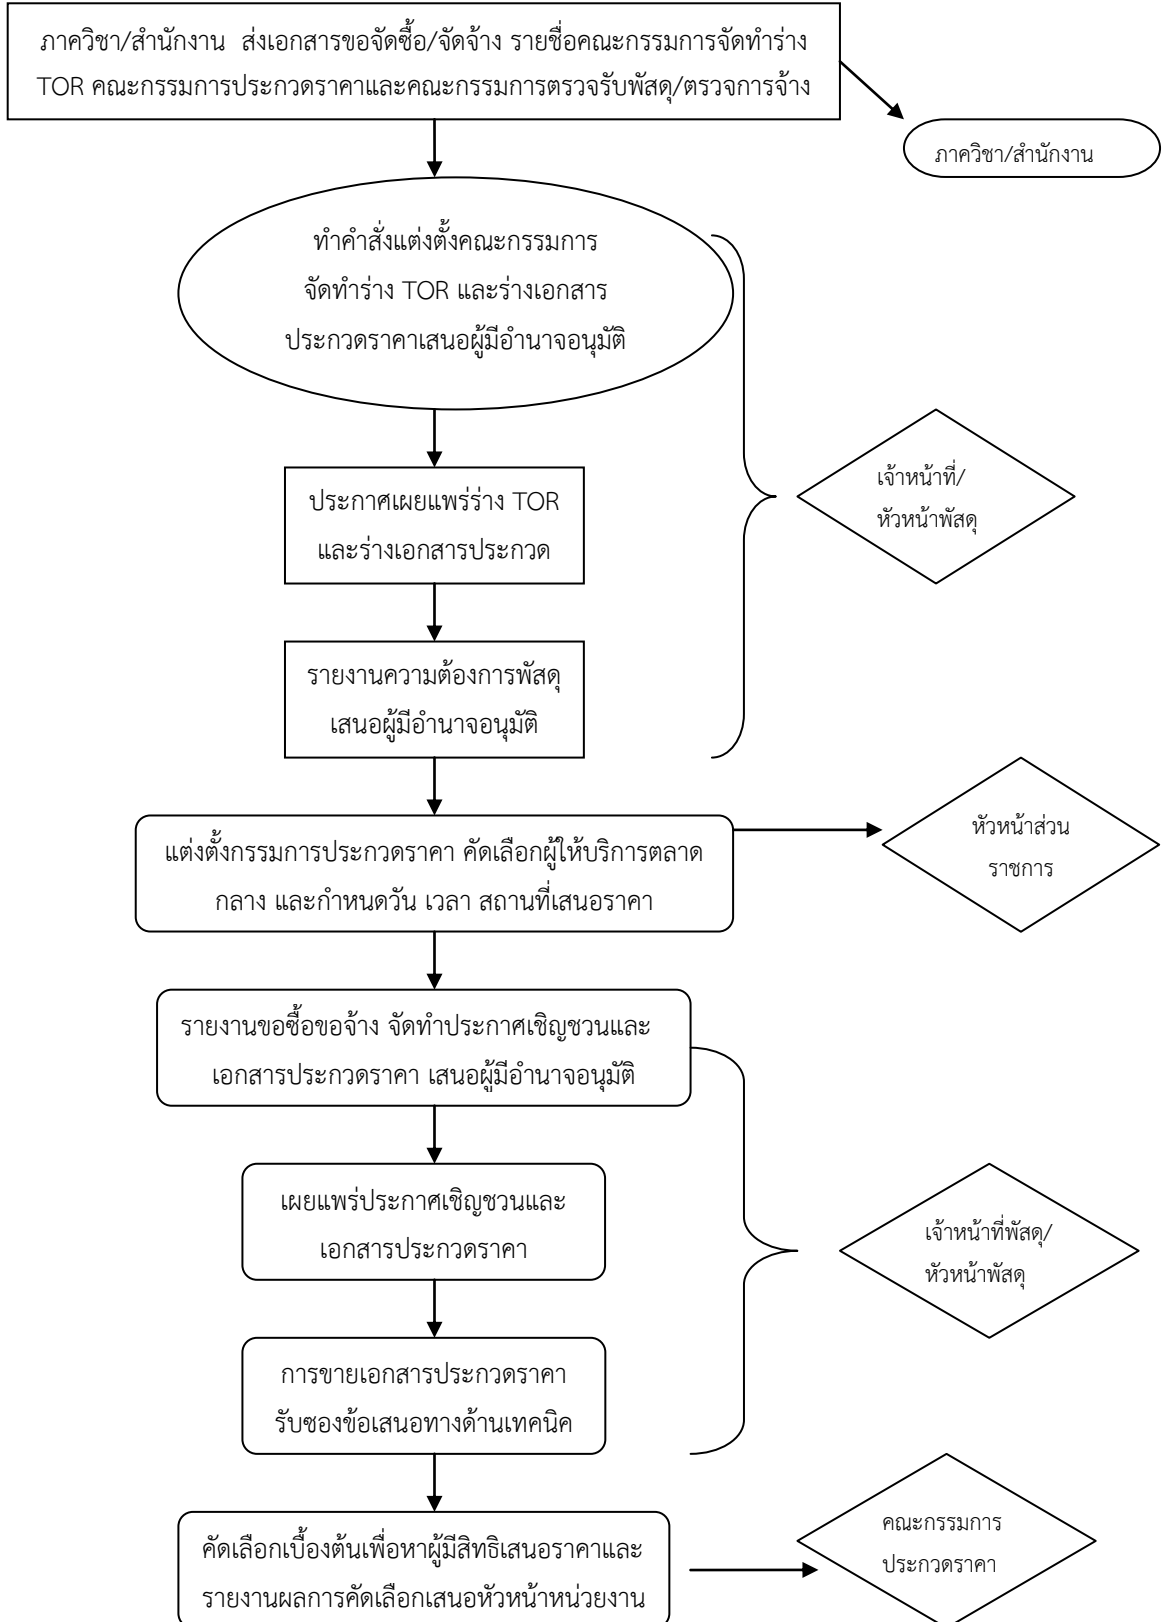 ภาควิชา/สำนักงาน  ส่งเอกสารขอจัดซื้อ/จัดจ้าง รายชื่อคณะกรรมการจัดทำร่าง
TOR คณะกรรมการประกวดราคาและคณะกรรมการตรวจรับพัสดุ/ตรวจการจ้าง
ภาควิชา/สำนักงาน
ทำคำสั่งแต่งตั้งคณะกรรมการ
จัดทำร่าง TOR และร่างเอกสาร
ประกวดราคาเสนอผู้มีอำนาจอนุมัติ
ประกาศเผยแพร่ร่าง TOR
และร่างเอกสารประกวด
เจ้าหน้าที่/
หัวหน้าพัสดุ
รายงานความต้องการพัสดุ
เสนอผู้มีอำนาจอนุมัติ
แต่งตั้งกรรมการประกวดราคา คัดเลือกผู้ให้บริการตลาด
กลาง และกำหนดวัน เวลา สถานที่เสนอราคา
หัวหน้าส่วน
ราชการ
รายงานขอซื้อขอจ้าง จัดทำประกาศเชิญชวนและ
เอกสารประกวดราคา เสนอผู้มีอำนาจอนุมัติ
เผยแพร่ประกาศเชิญชวนและ
เอกสารประกวดราคา
เจ้าหน้าที่พัสดุ/
หัวหน้าพัสดุ
การขายเอกสารประกวดราคา
รับซองข้อเสนอทางด้านเทคนิค
คัดเลือกเบื้องต้นเพื่อหาผู้มีสิทธิเสนอราคาและ
รายงานผลการคัดเลือกเสนอหัวหน้าหน่วยงาน
คณะกรรมการ
ประกวดราคา